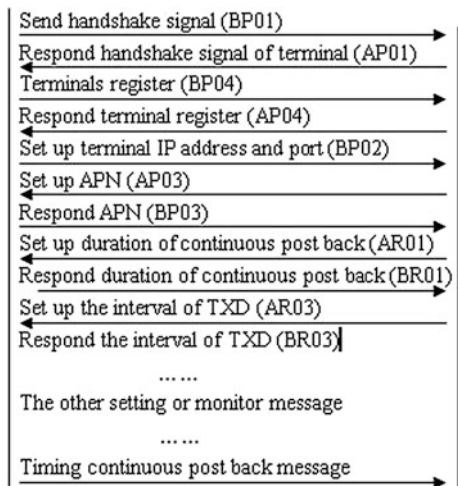 Send handshake signal (BP01)
Respond handshake signal of terminal (AP01)
Terminals register (BP04)
Respond terminal register (AP04)
Set up terminal IP address and port(BP02)
Set up APN (AP03)
Respond APN (BP03)
Set up duration of continuous post back (AR01)
Respond duration of continuous post back(BR01)
Set up the interval of TXD (AR03)
Respond the interval of TXD (BR03)
... ...
The other setting or monitor message
... ...
Timing continuous post back message